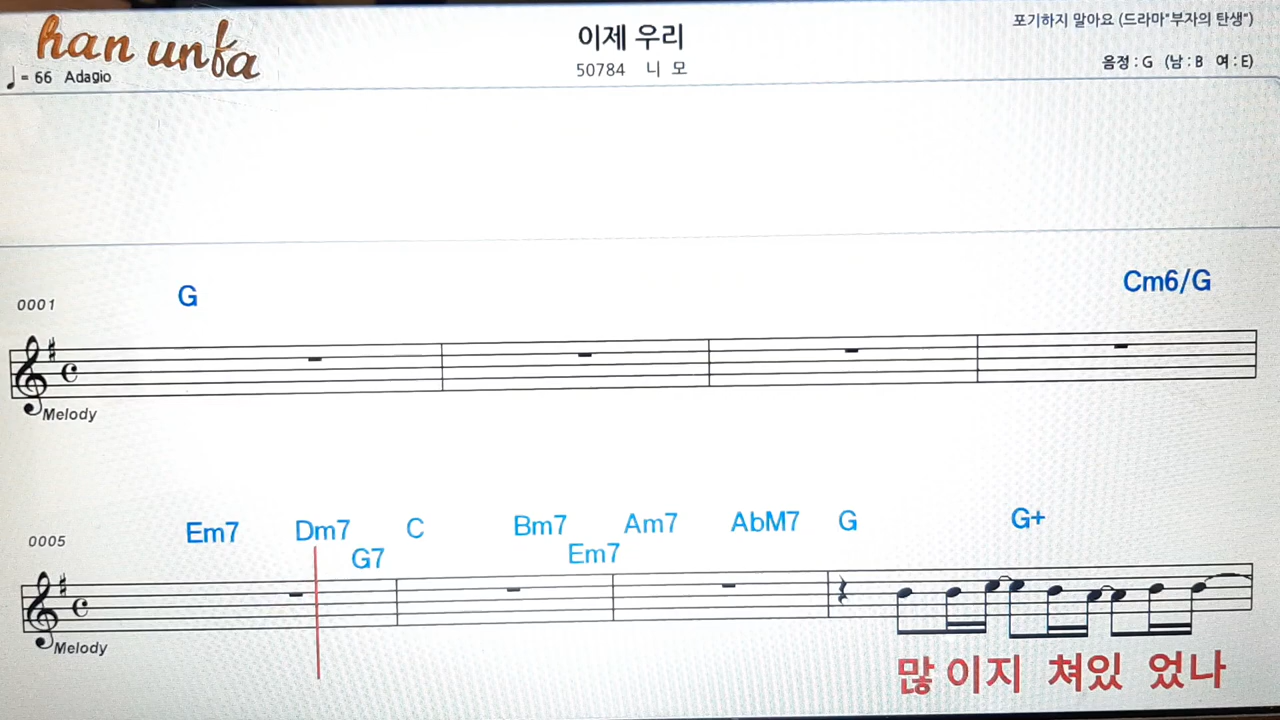 han unfa
이제 우리
포기하지 말아요 (드라마"부자의 탄생")
♩= 66 Adagio
50784 니 모
음정 : G (남 : B 여 : E)
0001
G Cm6/G
Melody
0005
Em7 Dm7 C Bm7 Am7 AbM7 G G+
G7 Em7
Melody
많 이지 쳐있 었나